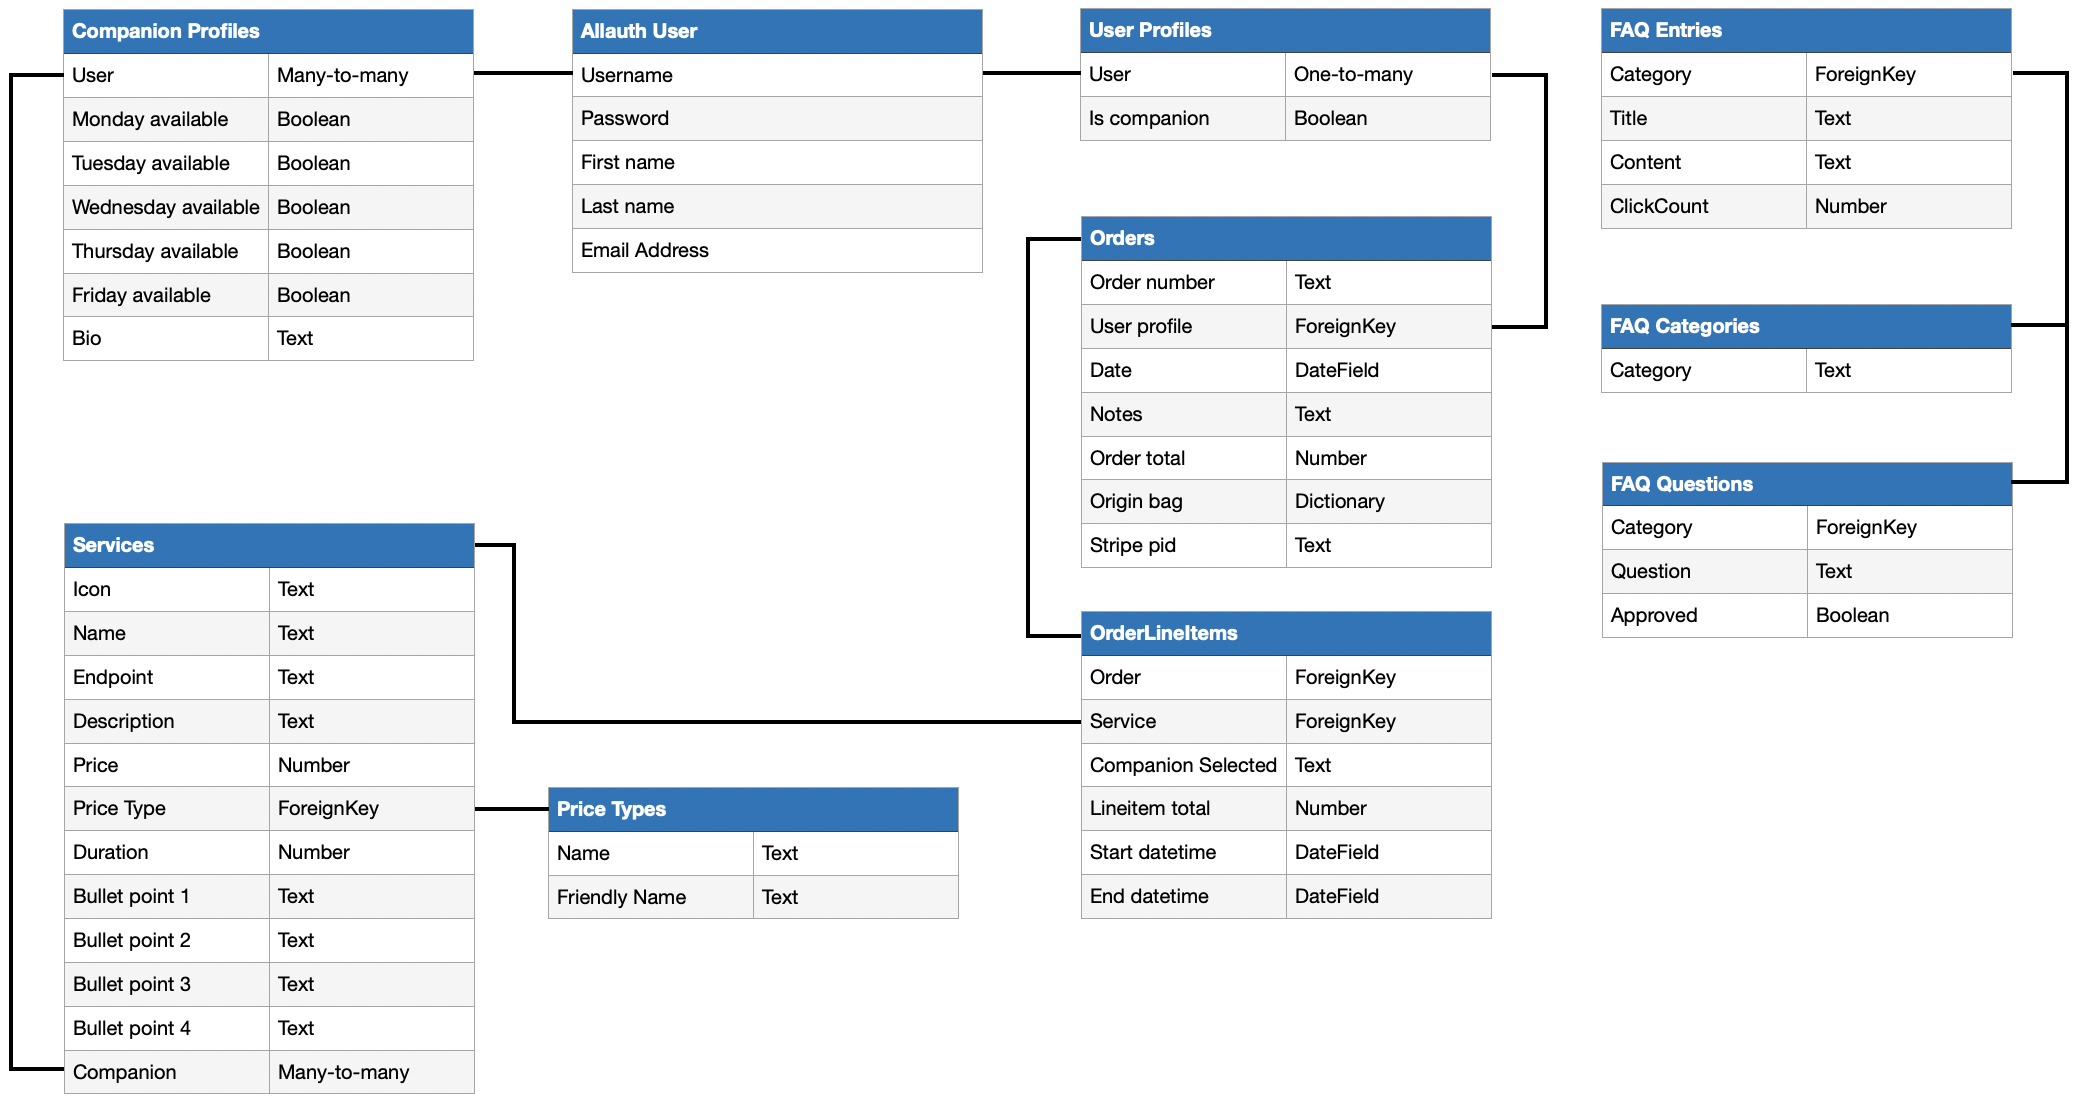 Companion Profiles
User Many-to-many
Monday available Boolean
Tuesday available Boolean
Wednesday available Boolean
Thursday available Boolean
Friday available Boolean
Bio Text
Allauth User
Username
Password
First name
Last name
Email Address
User Profiles
User One-to-many
Is companion Boolean
FAQ Entries
Category ForeignKey
Title Text
Content Text
ClickCount Number
Orders
Order number Text
User profile ForeignKey
Date DateField
Notes Text
Order total Number
Origin bag Dictionary
Stripe pid Text
FAQ Categories
Category Text
FAQ Questions
Category ForeignKey
Question Text
Approved Boolean
Services
Icon Text
Name Text
Endpoint Text
Description Text
Price Number
Price Type ForeignKey
Duration Number
Bullet point 1 Text
Bullet point 2 Text
Bullet point 3 Text
Bullet point 4 Text
Companion Many-to-many
Price Types
Name Text
Friendly Name Text
OrderLineItems
Order ForeignKey
Service ForeignKey
Companion Selected Text
Lineitem total Number
Start datetime DateField
End datetime DateField